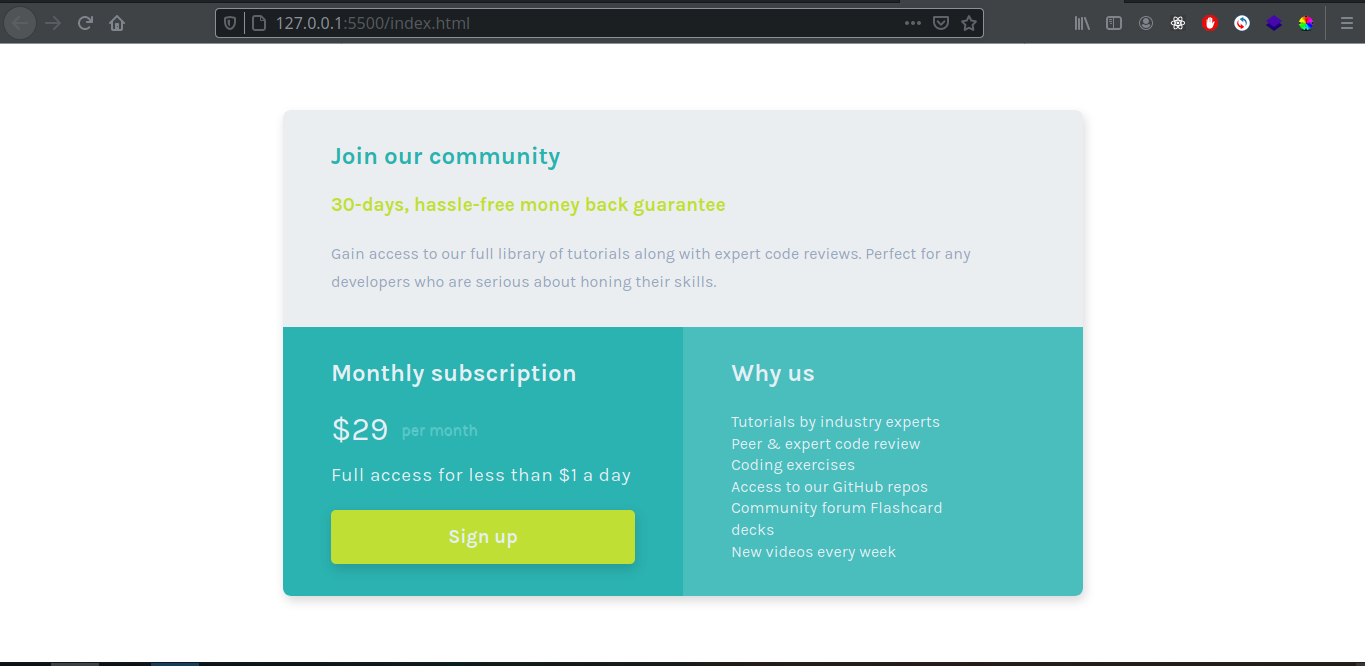 127.0.0.1:5500/index.html
Join our community
30-days, hassle-free money back guarantee
Gain access to our full library of tutorials along with expert code reviews. Perfect for any
developers who are serious about honing their skills.
Monthly subscription
$29 per month
Full access for less than $1 a day
Sign up
Why us
Tutorials by industry experts
Peer & expert code review
Coding exercises
Access to our GitHub repos
Community forum Flashcard
decks
New videos every week